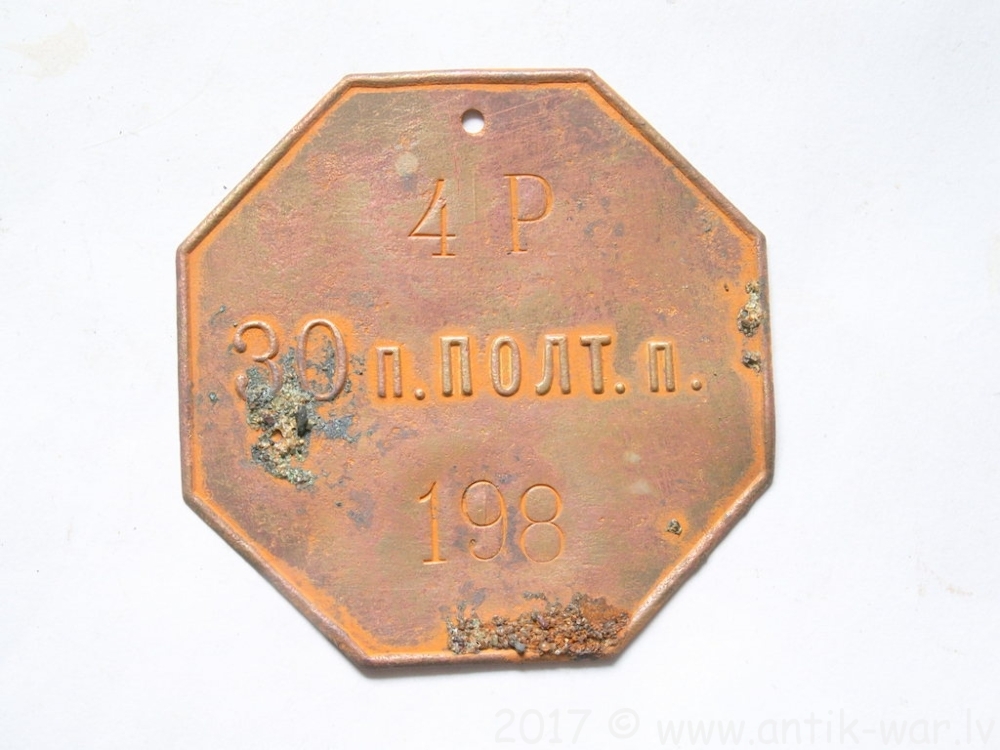 4 Р
30 п. ПОЛТ. п.
198
2017 © www.antik-war.lv